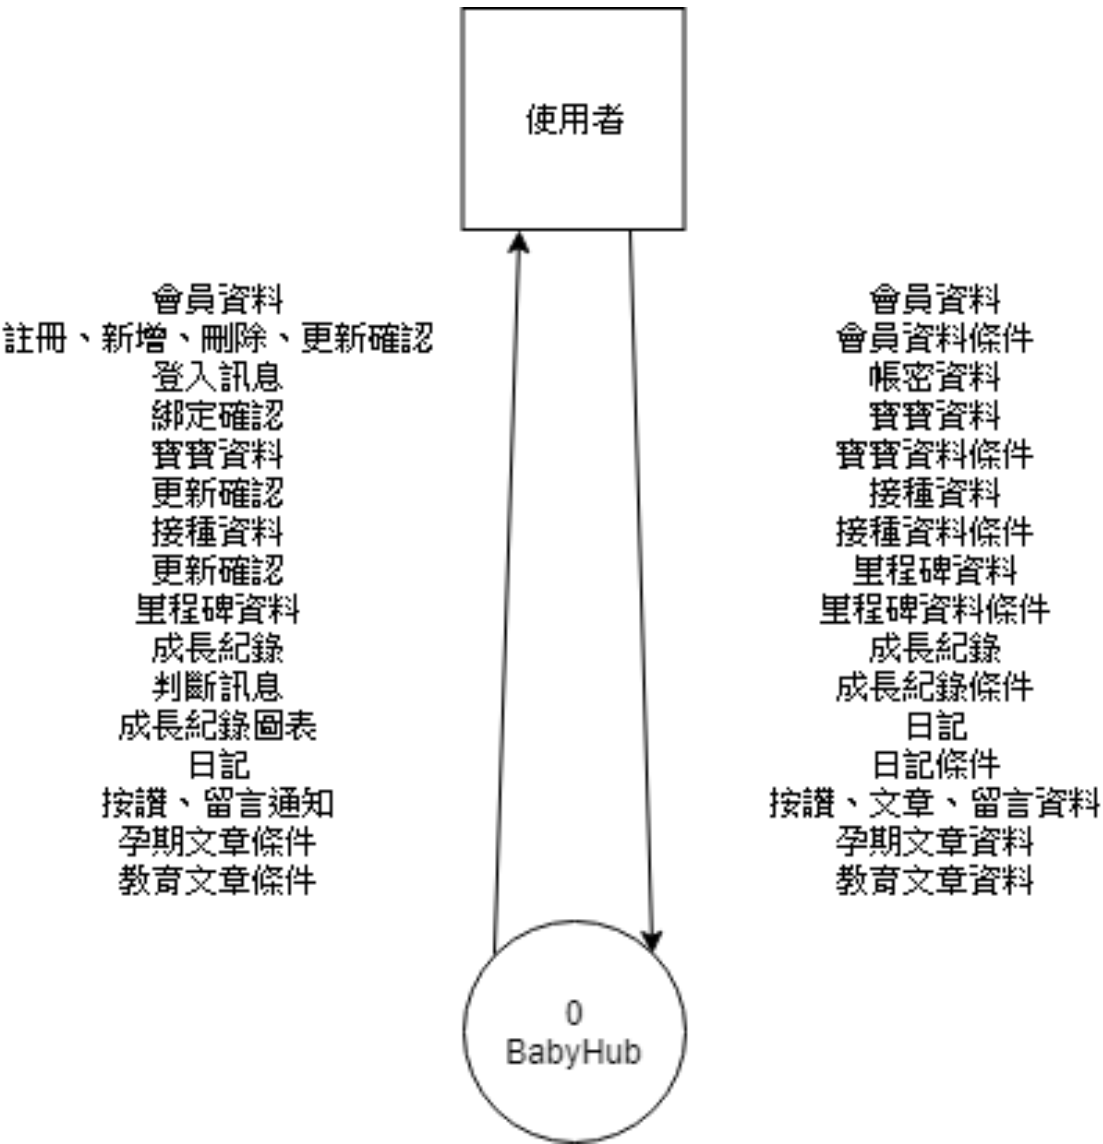 使用者
會員資料
註冊、新增、刪除、更新確認
登入訊息
綁定確認
寶寶資料
更新確認
接種資料
更新確認
里程碑資料
成長紀錄
判斷訊息
成長紀錄圖表
日記
按讚、留言通知
孕期文章條件
教育文章條件
會員資料
會員資料條件
帳密資料
寶寶資料
寶寶資料條件
接種資料
接種資料條件
里程碑資料
里程碑資料條件
成長紀錄
成長紀錄條件
日記
日記條件
按讚、文章、留言資料
孕期文章資料
教育文章資料
0
BabyHub